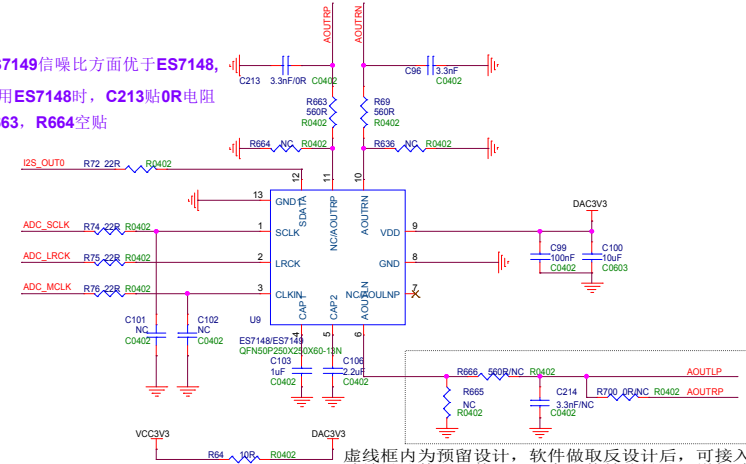 AOUTRP
AOUTRN
S7149信噪比方面优于ES7148,
用ES7148时，C213贴0R电阻
663，R664空贴
C213 3.3nF/0R C0402
C96 3.3nF
C0402
R663
560R
R0402
R69
560R
R0402
R664 NC R0402
R636 NC R0402
I2S_OUT0 R72 22R R0402
12
11
10
13
GND1
SDATA
NC/AOUTRP
AOUTRN
DAC3V3
ADC_SCLK R74 22R R0402
1
SCLK
VDD
9
ADC_LRCK R75 22R R0402
2
LRCK
GND
8
C99
100nF
C0402
C100
10uF
C0603
ADC_MCLK R76 22R R0402
3
CLKIN
NC/AOULNP
7
CAP1
CAP2
AOUTLN
C101
NC
C0402
C102
NC
C0402
U9
4
5
6
ES7148/ES7149
QFN50P250X250X60-13N
C103
1uF
C0402
C106
2.2uF
C0402
R666 560R/NC R0402
AOUTLP
R665
NC
R0402
C214
3.3nF/NC
C0402
R700 0R/NC R0402 AOUTRP
VCC3V3
DAC3V3
R64 10R R0402
虚线框内为预留设计，软件做取反设计后，可接入